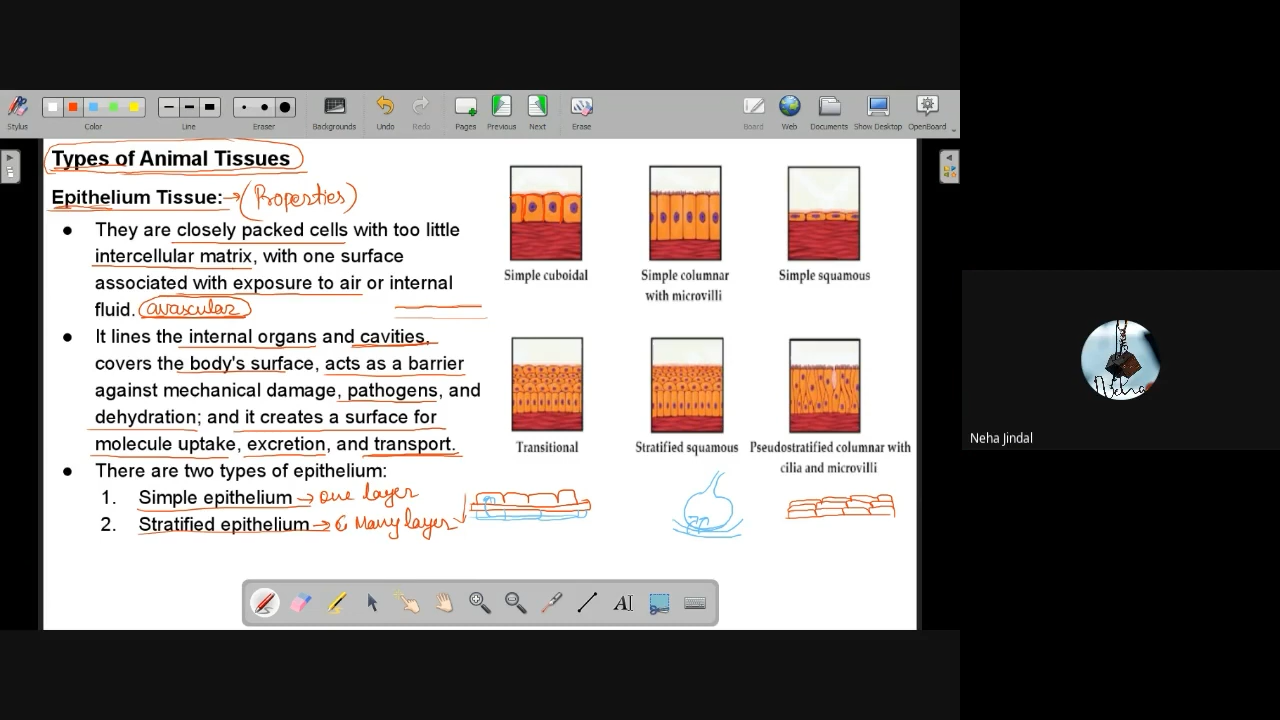 Stylus
Color
Line
Eraser
Backgrounds
Undo
Redo
Pages
Previous
Next
Erase
Board
Web
Documents
Show Desktop
OpenBoard
Types of Animal Tissues
Epithelium Tissue: → (Properties)
● They are closely packed cells with too little
intercellular matrix, with one surface
associated with exposure to air or internal
fluid. avascular
● It lines the internal organs and cavities,
covers the body's surface, acts as a barrier
against mechanical damage, pathogens, and
dehydration; and it creates a surface for
molecule uptake, excretion, and transport.
● There are two types of epithelium:
1. Simple epithelium → one layer
2. Stratified epithelium → Many layer
Simple cuboidal
Simple columnar
with microvilli
Simple squamous
Transitional
Stratified squamous
Pseudostratified columnar with
cilia and microvilli
AI
Neha
Neha Jindal